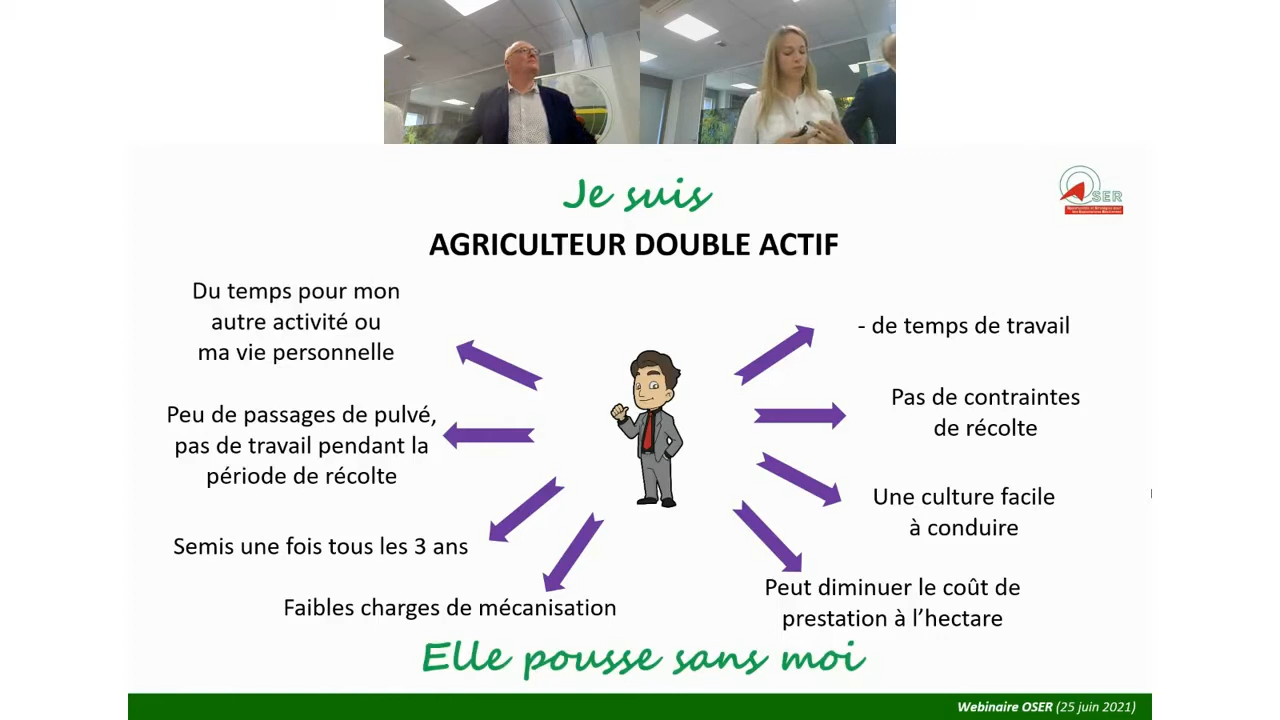 Je suis
OSER
AGRICULTEUR DOUBLE ACTIF
Du temps pour mon
autre activité ou
ma vie personnelle
Peu de passages de pulvé,
pas de travail pendant la
période de récolte
Semis une fois tous les 3 ans
Faibles charges de mécanisation
- de temps de travail
Pas de contraintes
de récolte
Une culture facile
à conduire
Peut diminuer le coût de
prestation à l’hectare
Elle pousse sans moi
Webinaire OSER (25 juin 2021)